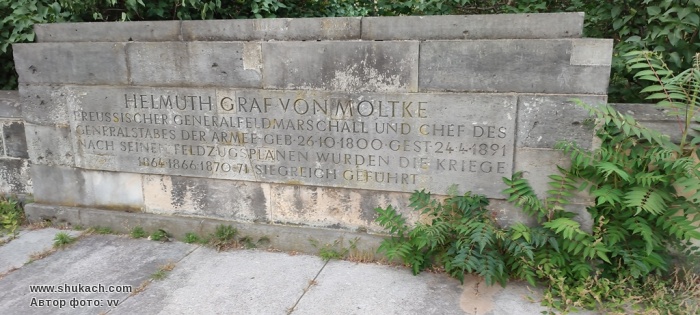 HELMUTH GRAF VON MOLTKE
PREUSSISCHER GENERALFELDMARSCHALL UND CHEF DES
GENERALSTABES DER ARMEE·GEB·26·10·1800·GEST·24·4·1891
NACH SEINEN FELDZUGSPLÄNEN WURDEN DIE KRIEGE
1864·1866·1870·71 SIEGREICH GEFÜHRT
www.shukach.com
Автор фото: vv